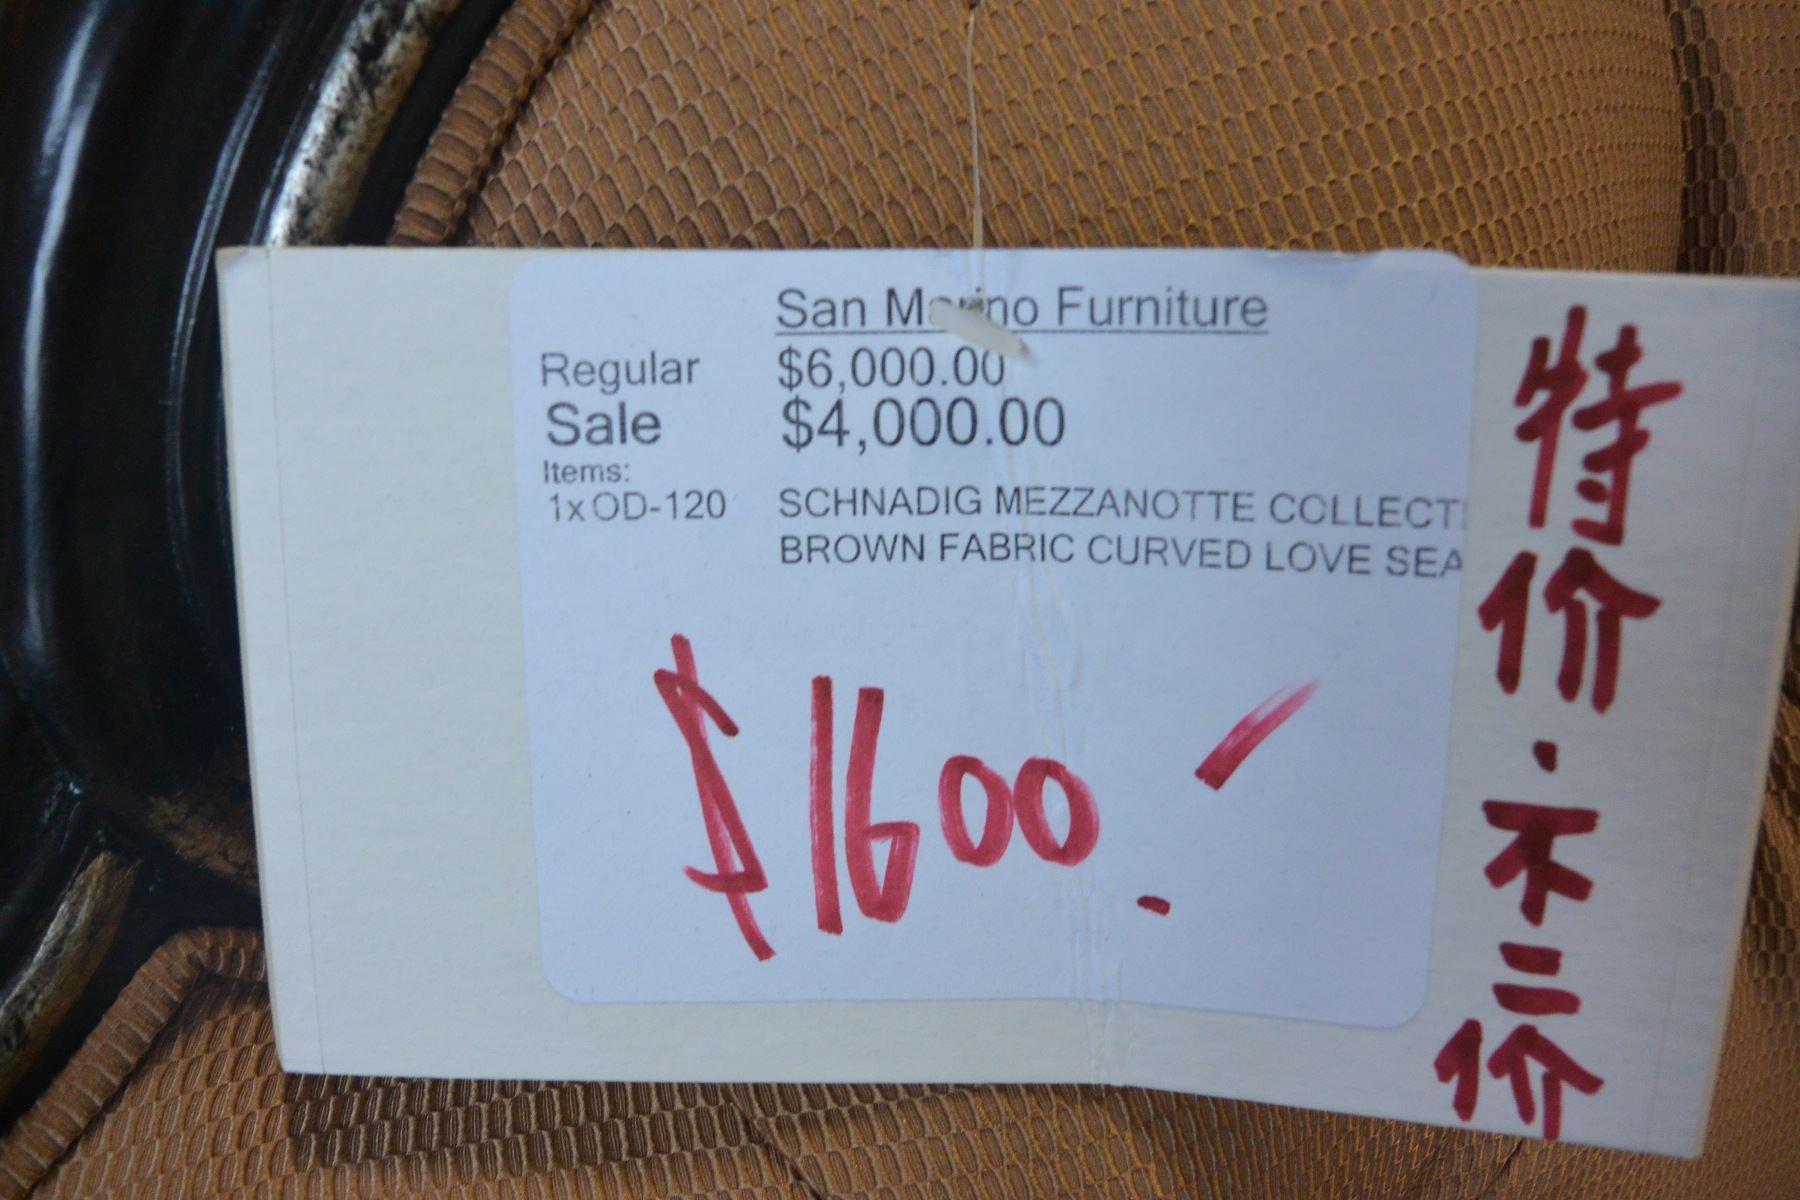 San Marino Furniture
Regular $6,000.00
Sale $4,000.00
Items:
1xOD-120 SCHNADIG MEZZANOTTE COLLECTI
BROWN FABRIC CURVED LOVE SEA
$1600.-
特价·不二价